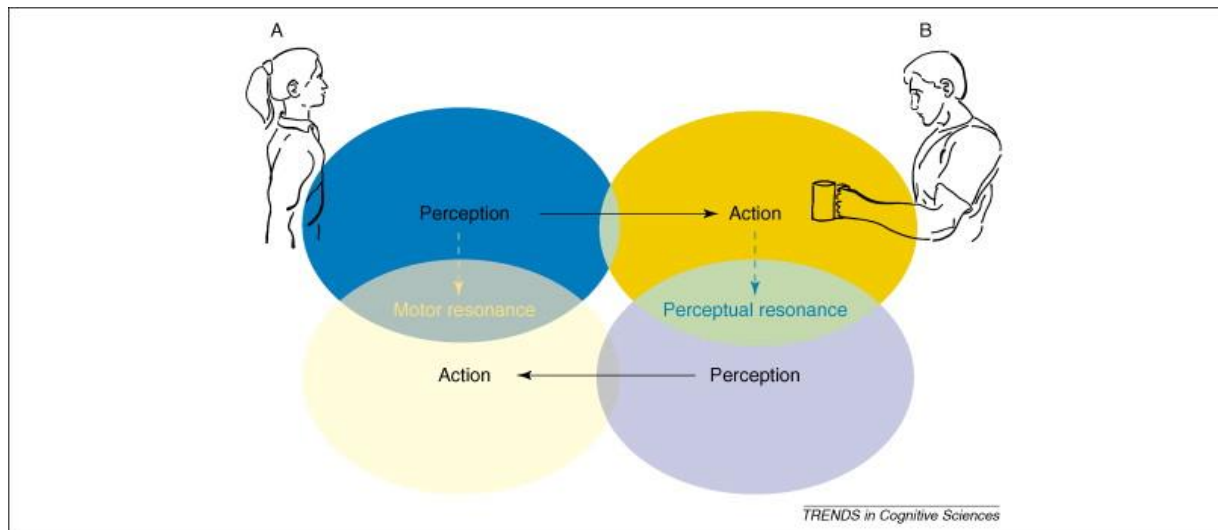 A
B
Perception
Action
Motor resonance
Perceptual resonance
Action
Perception
TRENDS in Cognitive Sciences